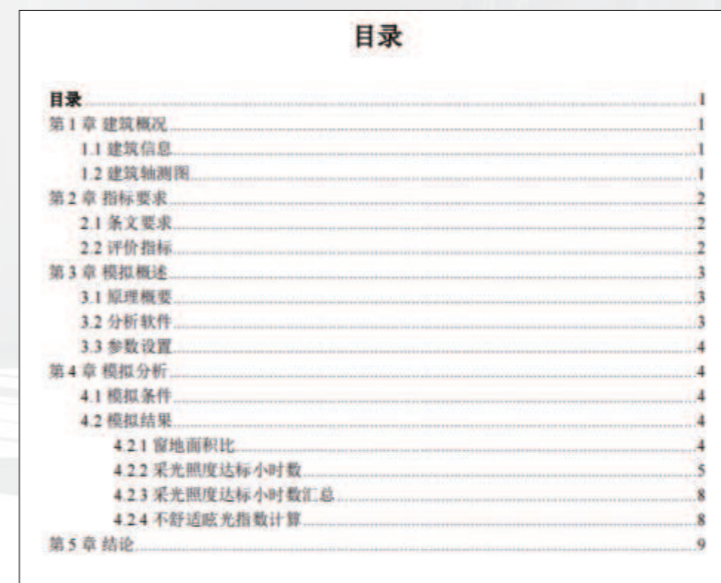 目录
目录 1
第 1 章 建筑概况 1
1.1 建筑信息 1
1.2 建筑轴测图 1
第 2 章 指标要求 2
2.1 条文要求 2
2.2 评价指标 2
第 3 章 模拟概述 3
3.1 原理概要 3
3.2 分析软件 3
3.3 参数设置 4
第 4 章 模拟分析 4
4.1 模拟条件 4
4.2 模拟结果 4
4.2.1 窗地面积比 4
4.2.2 采光照度达标小时数 5
4.2.3 采光照度达标小时数汇总 8
4.2.4 不舒适眩光指数计算 8
第 5 章 结论 9